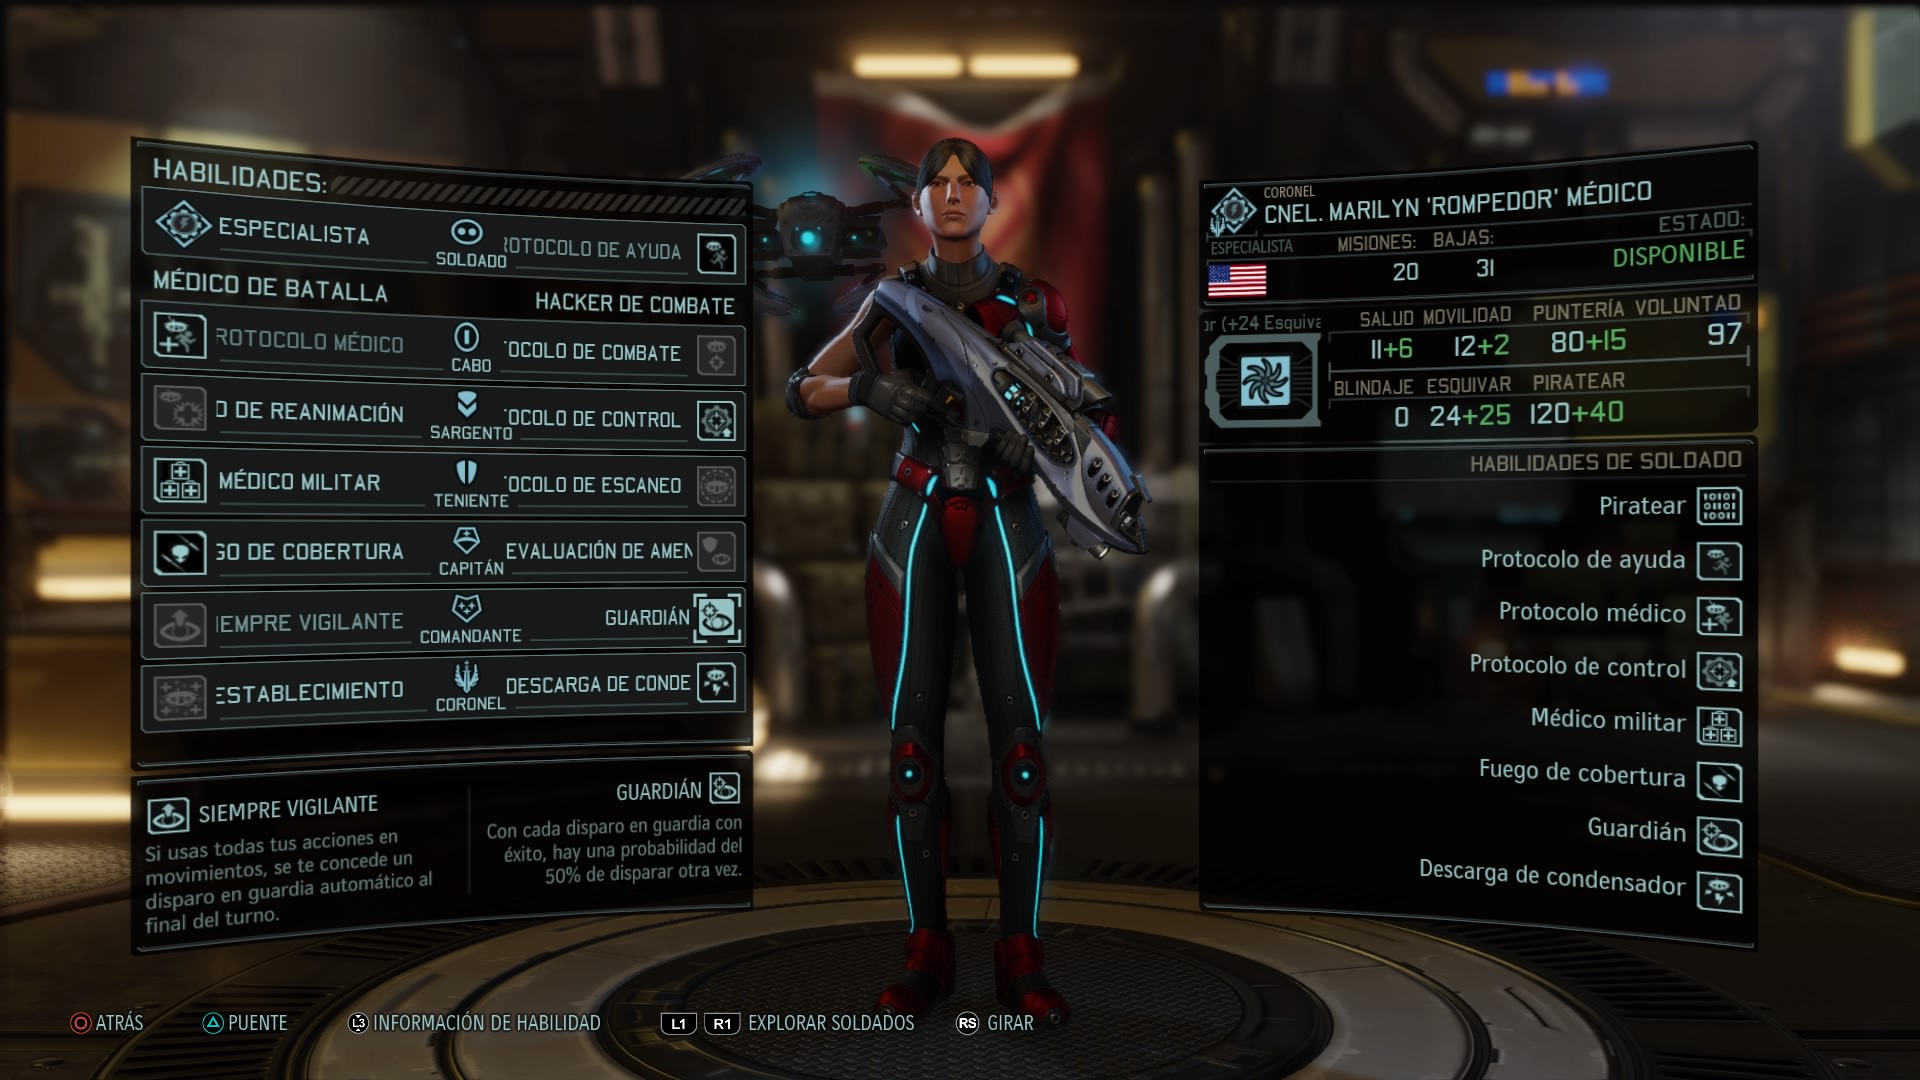 HABILIDADES:
ESPECIALISTA
SOLDADO
ROTOCOLO DE AYUDA
MÉDICO DE BATALLA
HACKER DE COMBATE
ROTOCOLO MÉDICO
CABO
OCOLO DE COMBATE
O DE REANIMACIÓN
SARGENTO
OCOLO DE CONTROL
MÉDICO MILITAR
TENIENTE
OCOLO DE ESCANEO
GO DE COBERTURA
CAPITÁN
EVALUACIÓN DE AMEN
IEMPRE VIGILANTE
COMANDANTE
GUARDIÁN
ESTABLECIMIENTO
CORONEL
DESCARGA DE CONDE
SIEMPRE VIGILANTE
Si usas todas tus acciones en
movimientos, se te concede un
disparo en guardia automático al
final del turno.
GUARDIÁN
Con cada disparo en guardia con
éxito, hay una probabilidad del
50% de disparar otra vez.
CORONEL
CNEL. MARILYN 'ROMPEDOR' MÉDICO
ESPECIALISTA
MISIONES:
20
BAJAS:
31
ESTADO:
DISPONIBLE
or (+24 Esquiva
SALUD MOVILIDAD PUNTERÍA VOLUNTAD
11+6 12+2 80+15 97
BLINDAJE ESQUIVAR PIRATEAR
0 24+25 120+40
HABILIDADES DE SOLDADO
Piratear
Protocolo de ayuda
Protocolo médico
Protocolo de control
Médico militar
Fuego de cobertura
Guardián
Descarga de condensador
ATRÁS
PUENTE
L3 INFORMACIÓN DE HABILIDAD
L1 R1 EXPLORAR SOLDADOS
RS GIRAR